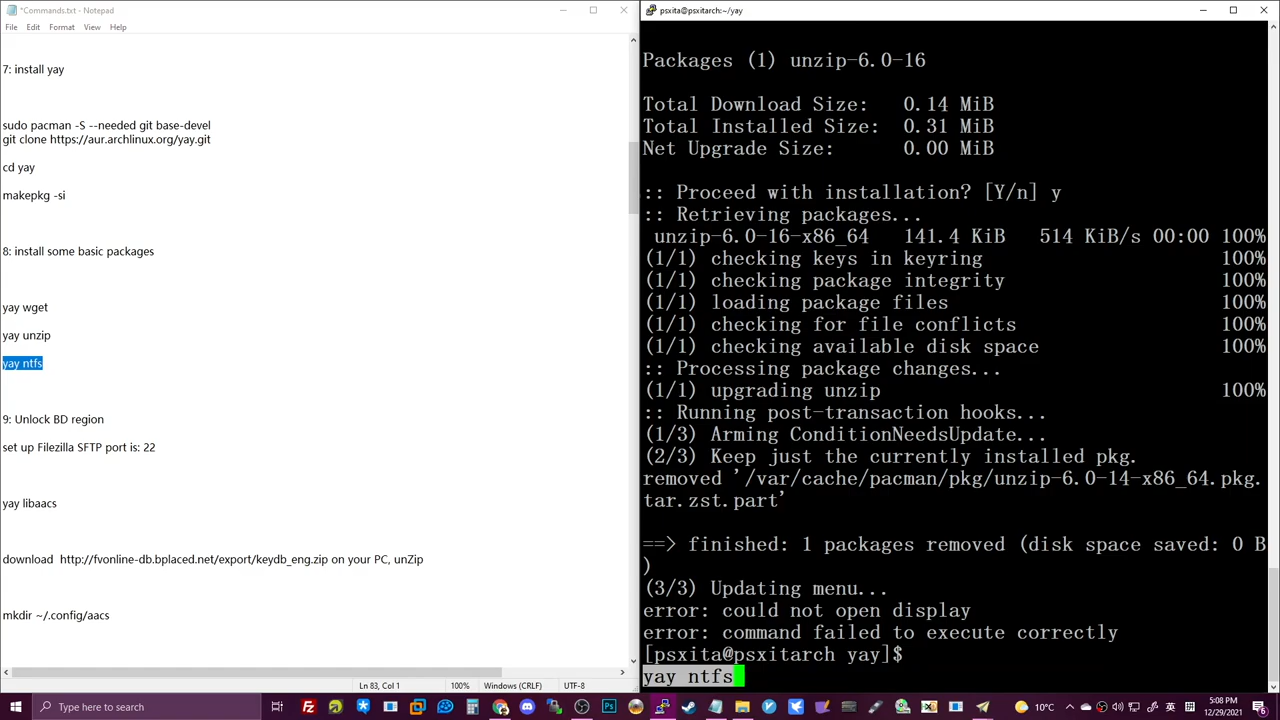 *Commands.txt - Notepad
File Edit Format View Help
7: install yay
sudo pacman -S --needed git base-devel
git clone https://aur.archlinux.org/yay.git
cd yay
makepkg -si
8: install some basic packages
yay wget
yay unzip
yay ntfs
9: Unlock BD region
set up Filezilla SFTP port is: 22
yay libaacs
download  http://fvonline-db.bplaced.net/export/keydb_eng.zip on your PC, unZip
mkdir ~/.config/aacs
Ln 83, Col 1 100% Windows (CRLF) UTF-8
psxita@psxitarch:~/yay
Packages (1) unzip-6.0-16
Total Download Size:   0.14 MiB
Total Installed Size:  0.31 MiB
Net Upgrade Size:      0.00 MiB
:: Proceed with installation? [Y/n] y
:: Retrieving packages...
unzip-6.0-16-x86_64   141.4 KiB   514 KiB/s 00:00 100%
(1/1) checking keys in keyring 100%
(1/1) checking package integrity 100%
(1/1) loading package files 100%
(1/1) checking for file conflicts 100%
(1/1) checking available disk space 100%
:: Processing package changes...
(1/1) upgrading unzip 100%
:: Running post-transaction hooks...
(1/3) Arming ConditionNeedsUpdate...
(2/3) Keep just the currently installed pkg.
removed '/var/cache/pacman/pkg/unzip-6.0-14-x86_64.pkg.
tar.zst.part'
==> finished: 1 packages removed (disk space saved: 0 B
)
(3/3) Updating menu...
error: could not open display
error: command failed to execute correctly
[psxita@psxitarch yay]$
yay ntfs
Type here to search
10°C
英
5:08 PM
12/29/2021